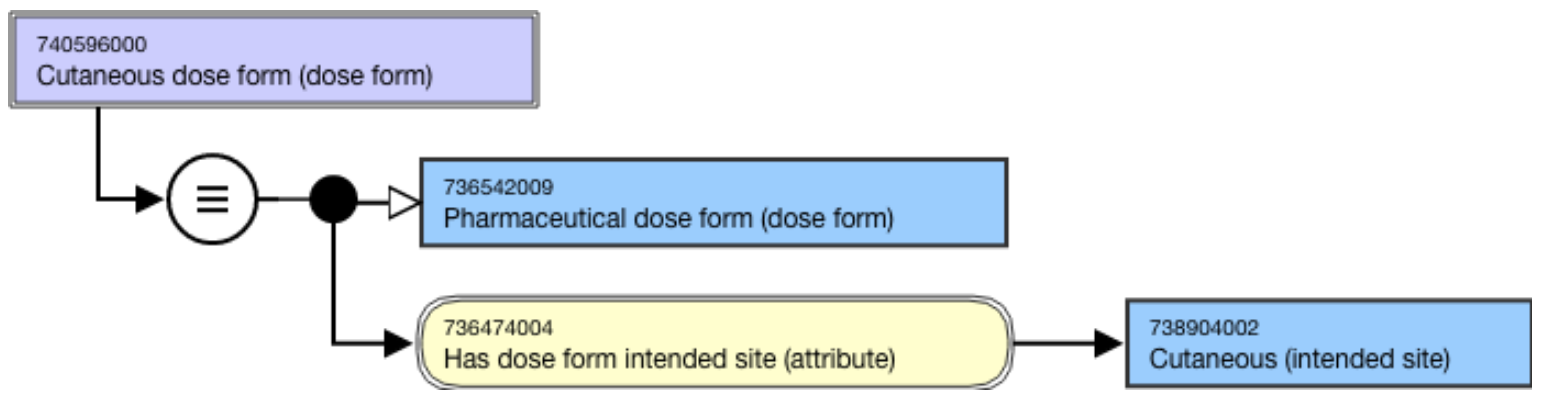 740596000
Cutaneous dose form (dose form)
≡
736542009
Pharmaceutical dose form (dose form)
736474004
Has dose form intended site (attribute)
738904002
Cutaneous (intended site)